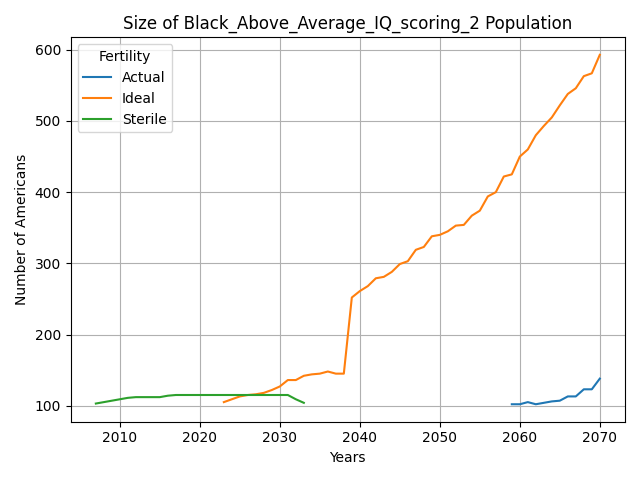 Size of Black_Above_Average_IQ_scoring_2 Population
Fertility
Actual
Ideal
Sterile
Number of Americans
600
500
400
300
200
100
2010 2020 2030 2040 2050 2060 2070
Years